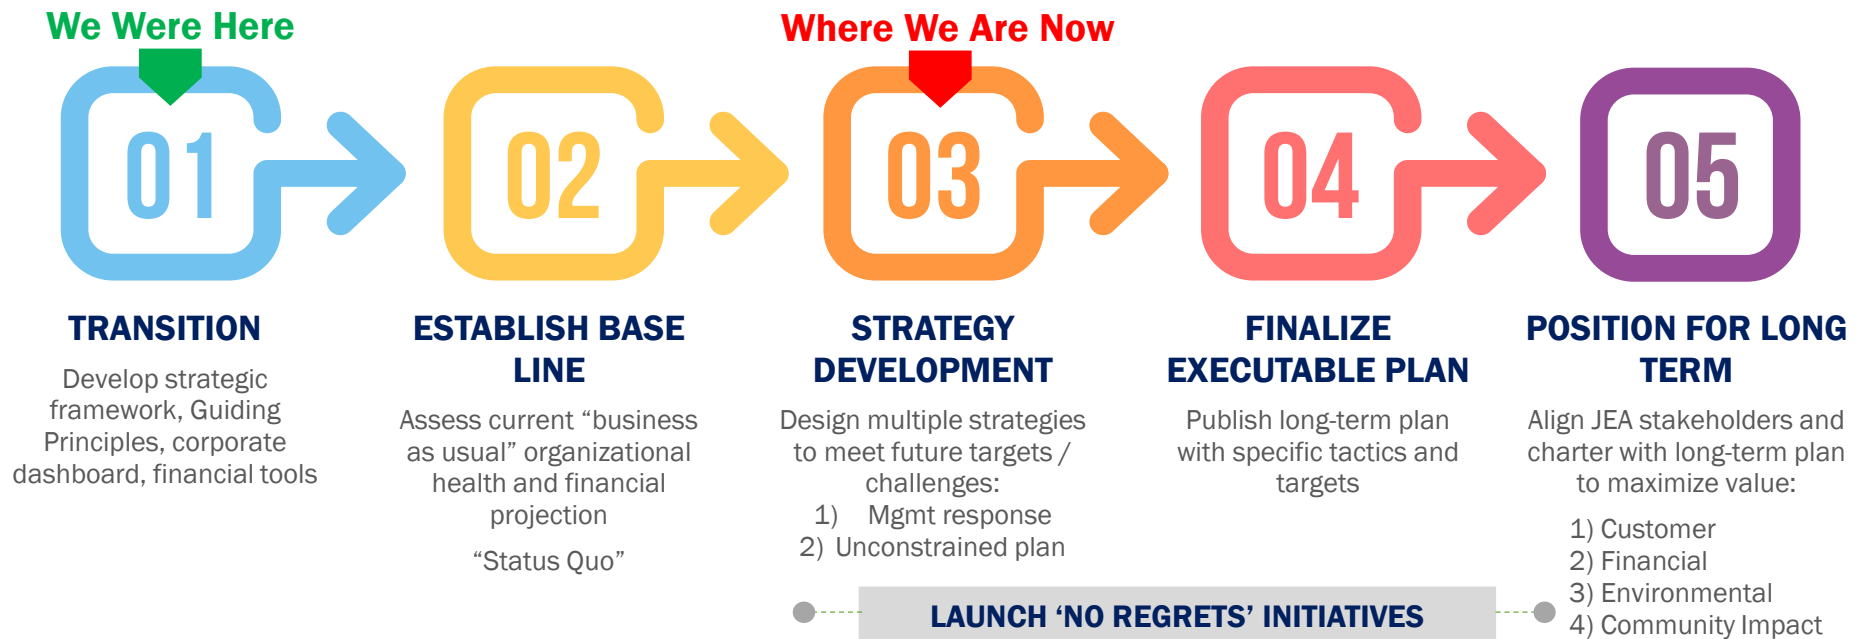 We Were Here
Where We Are Now
01
02
03
04
05
TRANSITION
Develop strategic
framework, Guiding
Principles, corporate
dashboard, financial tools
ESTABLISH BASE
LINE
Assess current “business
as usual” organizational
health and financial
projection
“Status Quo”
STRATEGY
DEVELOPMENT
Design multiple strategies
to meet future targets /
challenges:
1) Mgmt response
2) Unconstrained plan
FINALIZE
EXECUTABLE PLAN
Publish long-term plan
with specific tactics and
targets
POSITION FOR LONG
TERM
Align JEA stakeholders and
charter with long-term plan
to maximize value:
1) Customer
2) Financial
3) Environmental
4) Community Impact
LAUNCH ‘NO REGRETS’ INITIATIVES